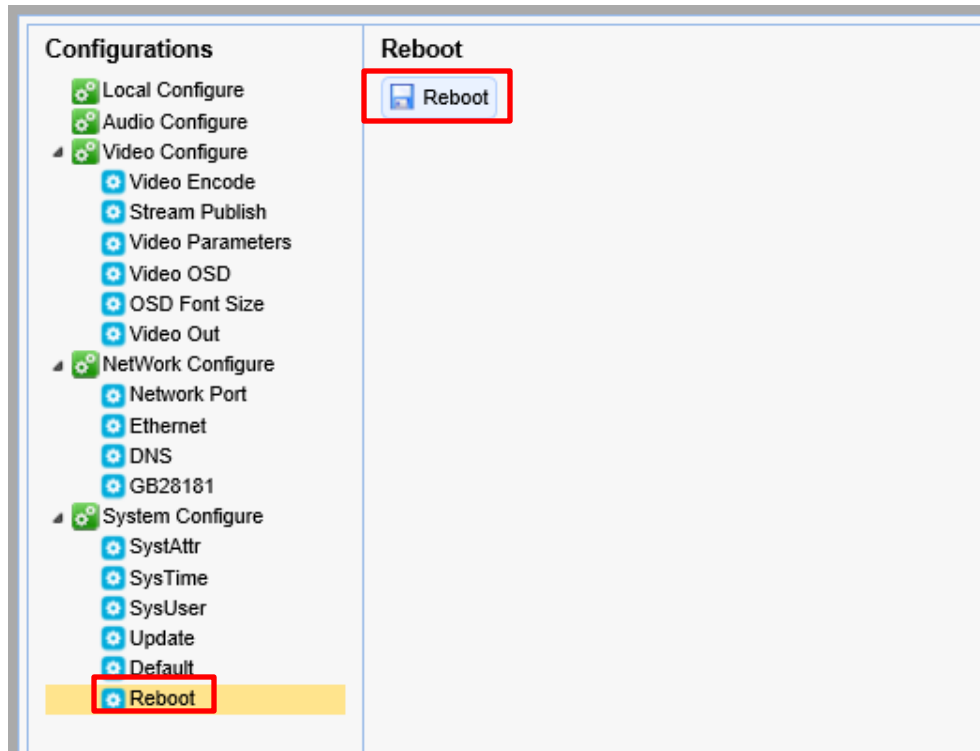 Configurations
Local Configure
Audio Configure
Video Configure
Video Encode
Stream Publish
Video Parameters
Video OSD
OSD Font Size
Video Out
NetWork Configure
Network Port
Ethernet
DNS
GB28181
System Configure
SystAttr
SysTime
SysUser
Update
Default
Reboot
Reboot
Reboot